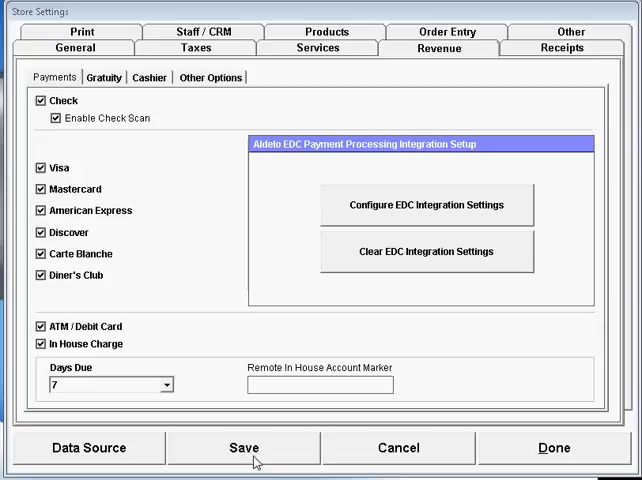 Store Settings
Print
Staff / CRM
Products
Order Entry
Other
General
Taxes
Services
Revenue
Receipts
Payments
Gratuity
Cashier
Other Options
Check
Enable Check Scan
Aldelo EDC Payment Processing Integration Setup
Visa
Mastercard
American Express
Discover
Carte Blanche
Diner's Club
Configure EDC Integration Settings
Clear EDC Integration Settings
ATM / Debit Card
In House Charge
Days Due
Remote In House Account Marker
7
Data Source
Save
Cancel
Done